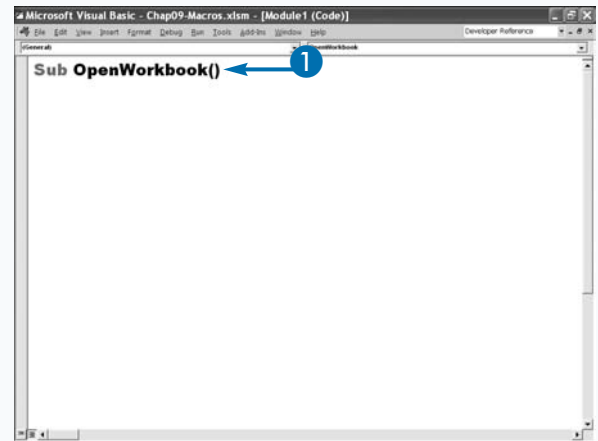 Microsoft Visual Basic - Chap09-Macros.xlsm - [Module1 (Code)]
File Edit View Insert Format Debug Run Tools Add-Ins Window Help Developer Reference
(General) OpenWorkbook
Sub OpenWorkbook() 1